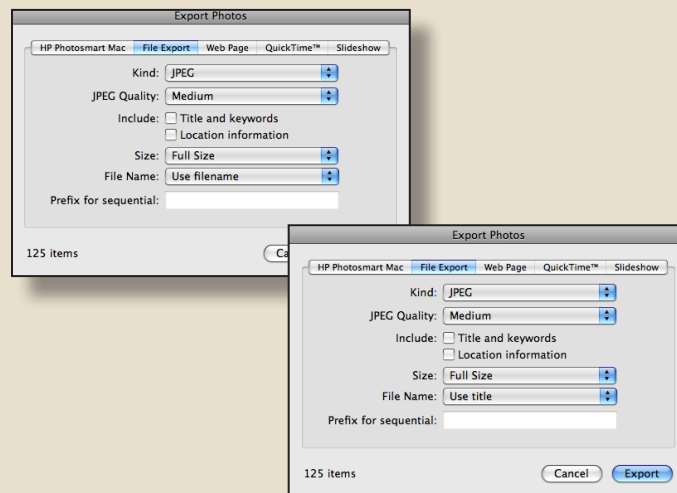 Export Photos
HP Photosmart Mac File Export Web Page QuickTime™ Slideshow
Kind: JPEG
JPEG Quality: Medium
Include: Title and keywords
Location information
Size: Full Size
File Name: Use filename
Prefix for sequential:
125 items
Export Photos
HP Photosmart Mac File Export Web Page QuickTime™ Slideshow
Kind: JPEG
JPEG Quality: Medium
Include: Title and keywords
Location information
Size: Full Size
File Name: Use title
Prefix for sequential:
125 items Cancel Export